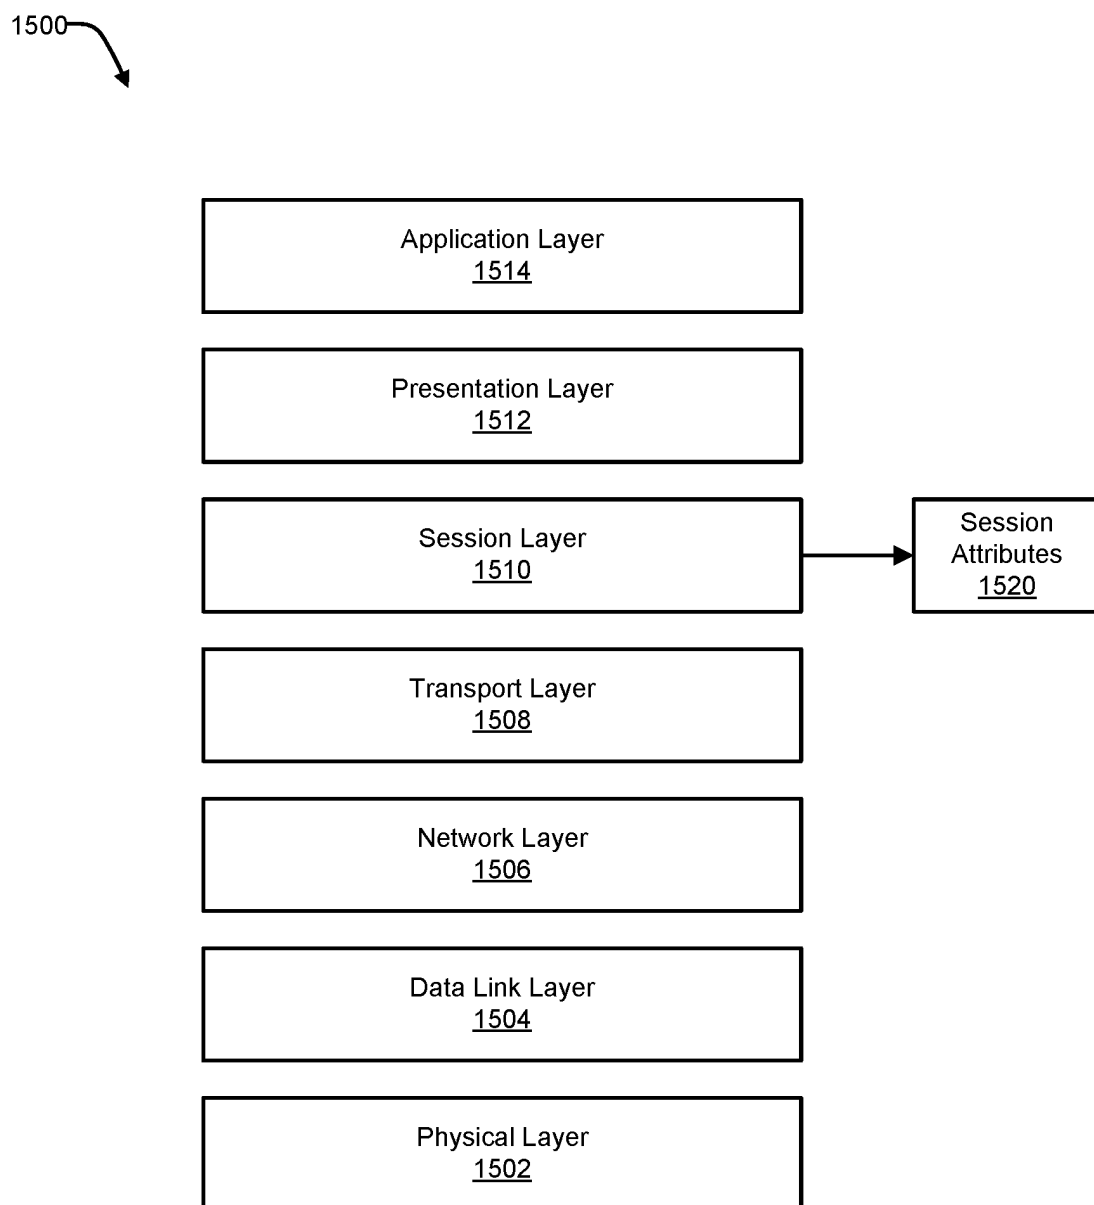 1500
Application Layer
1514
Presentation Layer
1512
Session Layer
1510
Session
Attributes
1520
Transport Layer
1508
Network Layer
1506
Data Link Layer
1504
Physical Layer
1502